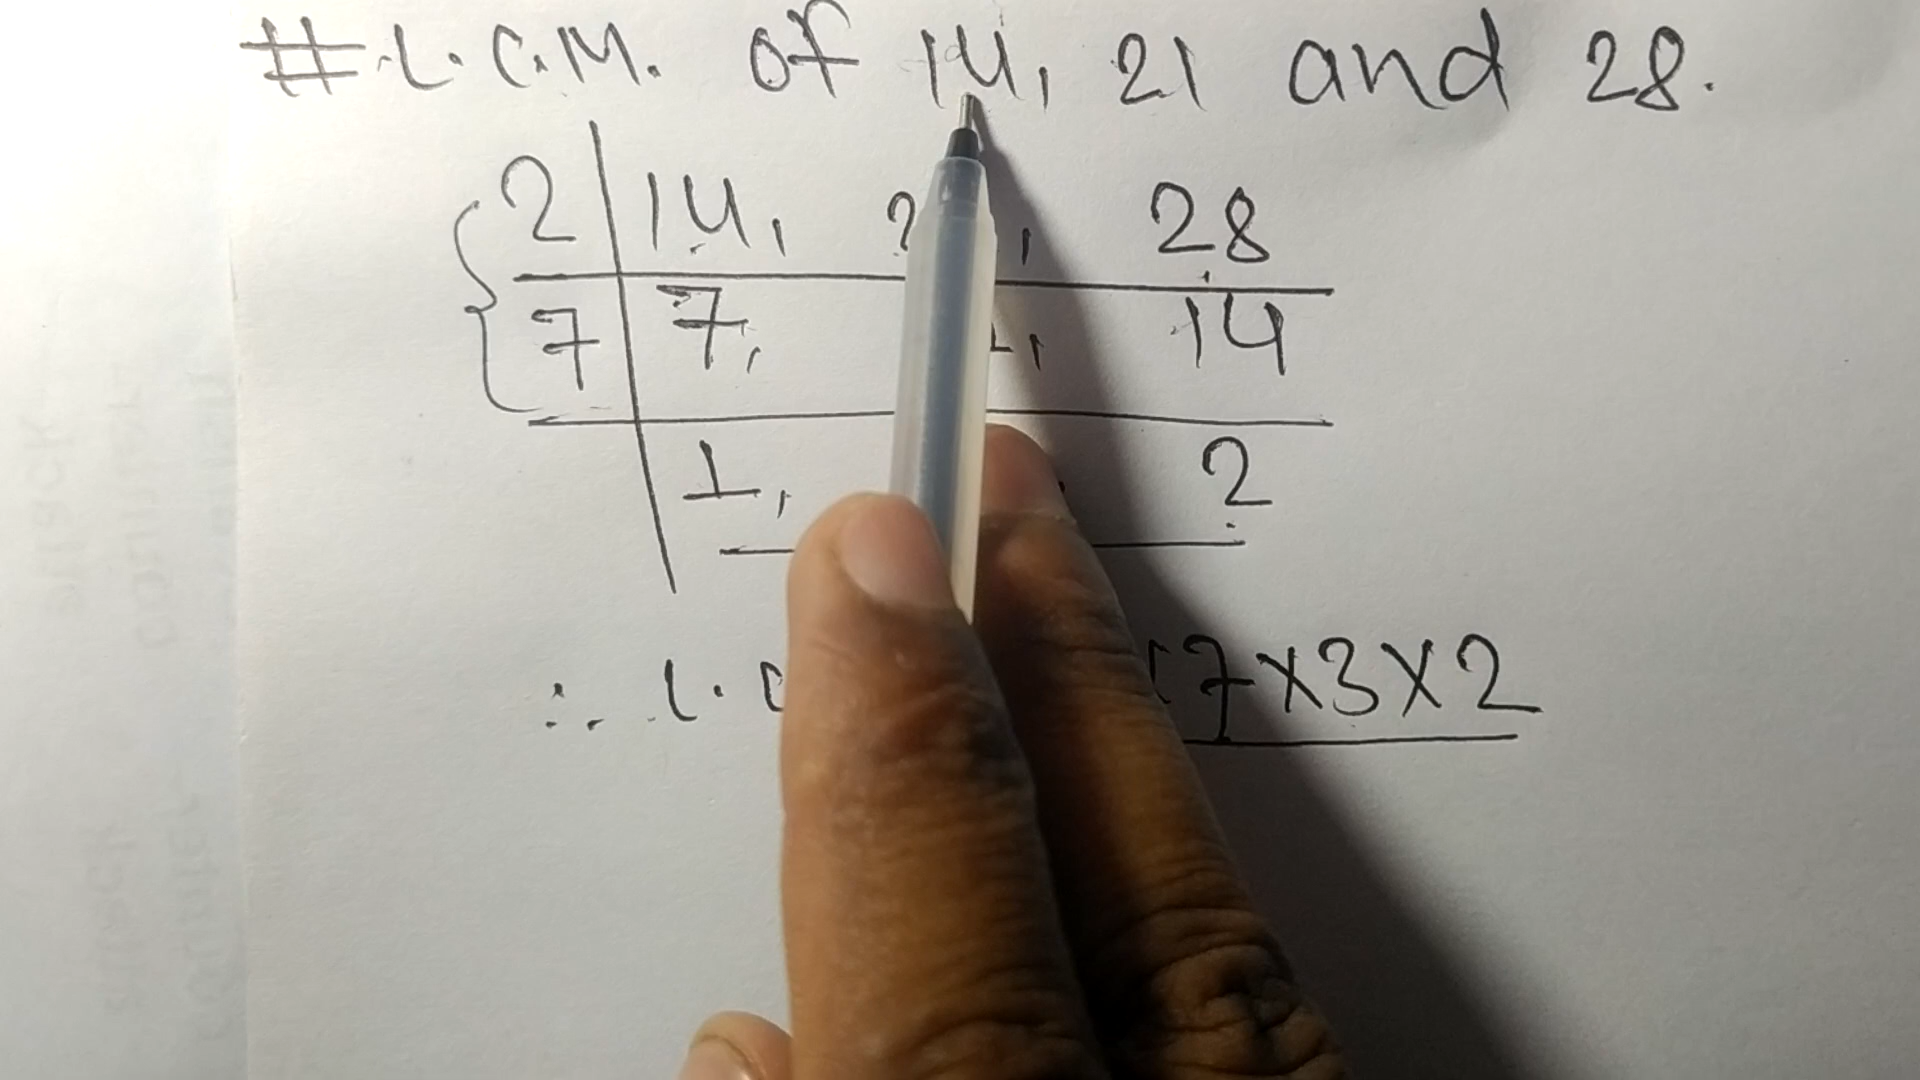 # L.C.M. of 14, 21 and 28.
2 14, 28
7 7, 14
1, 2
∴ L. 7×3×2